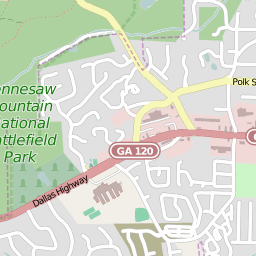 Polk S
ennesaw
ountain
ational
attlefield
Park
GA 120
Dallas Highway